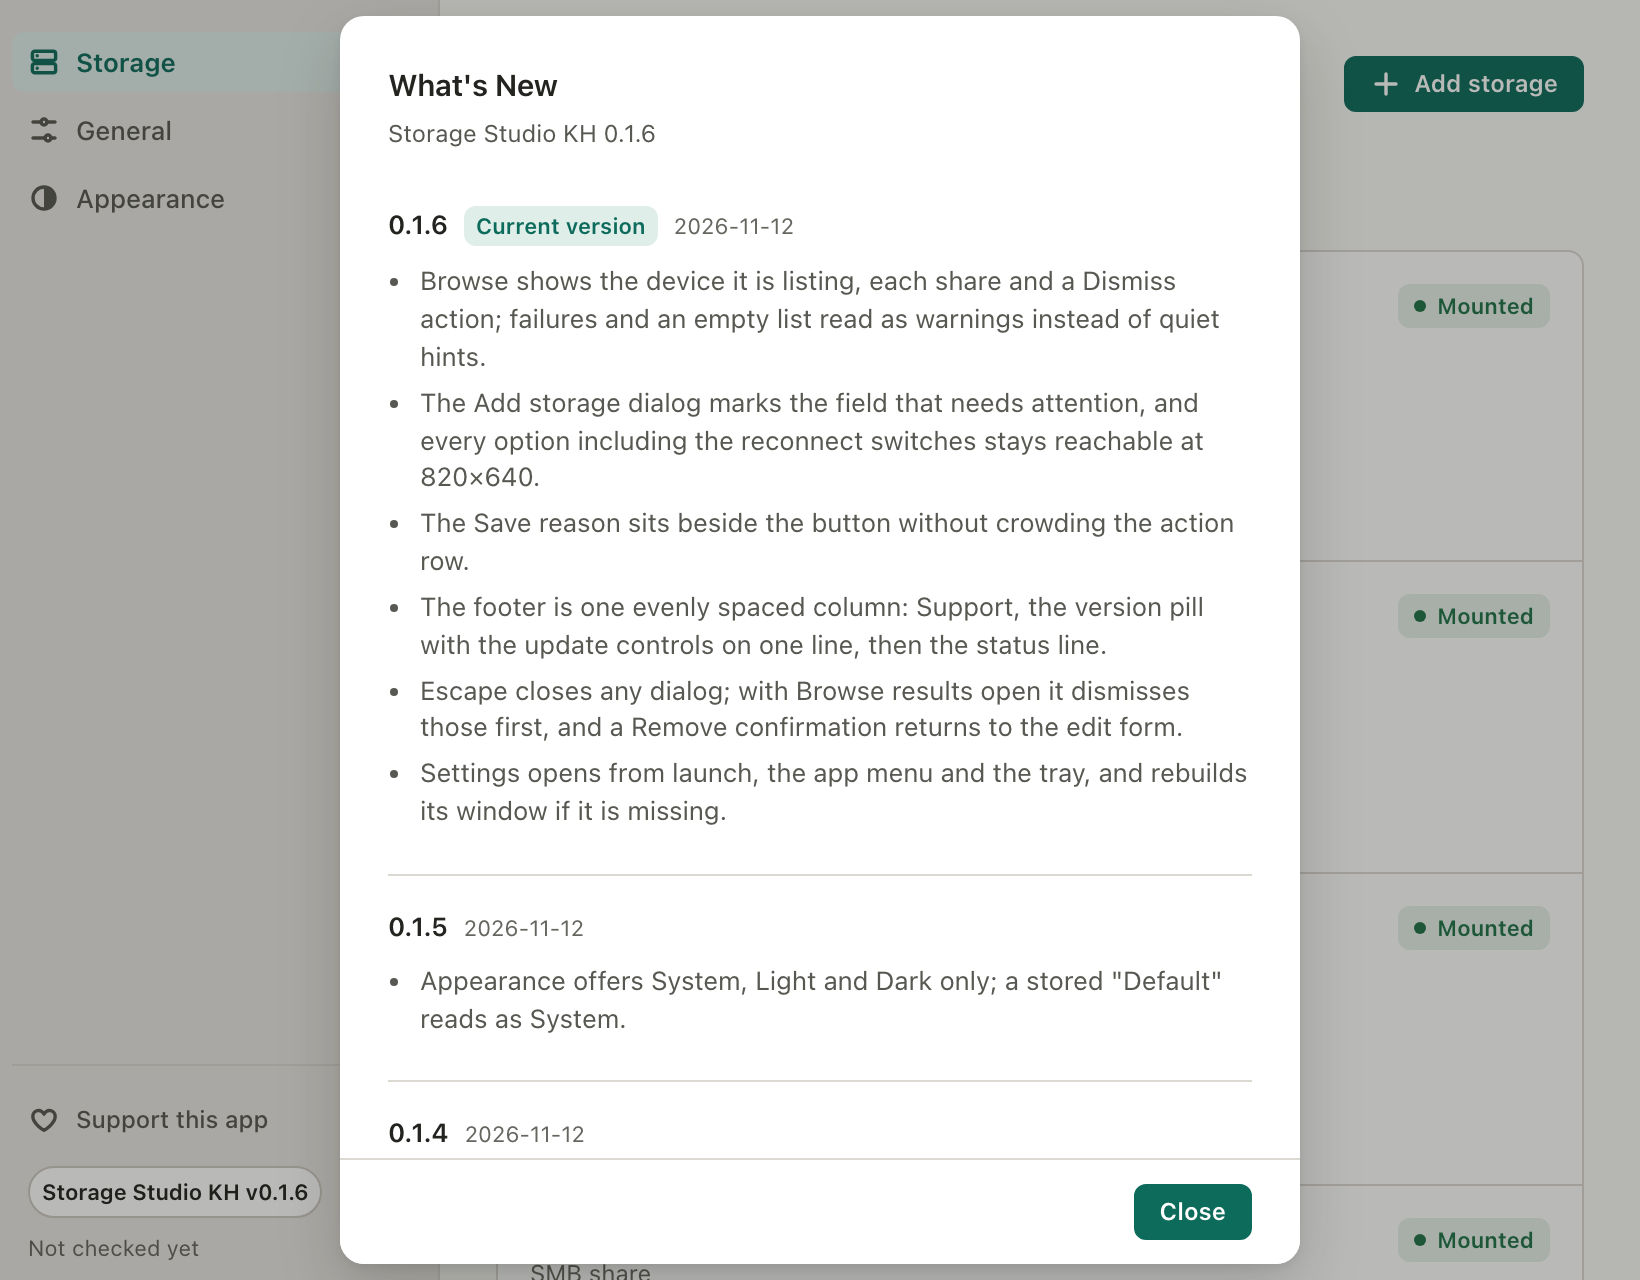 Storage
General
Appearance
Support this app
Storage Studio KH v0.1.6
Not checked yet
What's New
Storage Studio KH 0.1.6
0.1.6 Current version 2026-11-12
• Browse shows the device it is listing, each share and a Dismiss
action; failures and an empty list read as warnings instead of quiet
hints.
• The Add storage dialog marks the field that needs attention, and
every option including the reconnect switches stays reachable at
820×640.
• The Save reason sits beside the button without crowding the action
row.
• The footer is one evenly spaced column: Support, the version pill
with the update controls on one line, then the status line.
• Escape closes any dialog; with Browse results open it dismisses
those first, and a Remove confirmation returns to the edit form.
• Settings opens from launch, the app menu and the tray, and rebuilds
its window if it is missing.
0.1.5 2026-11-12
• Appearance offers System, Light and Dark only; a stored "Default"
reads as System.
0.1.4 2026-11-12
Close
Add storage
Mounted
Mounted
Mounted
Mounted
SMB share